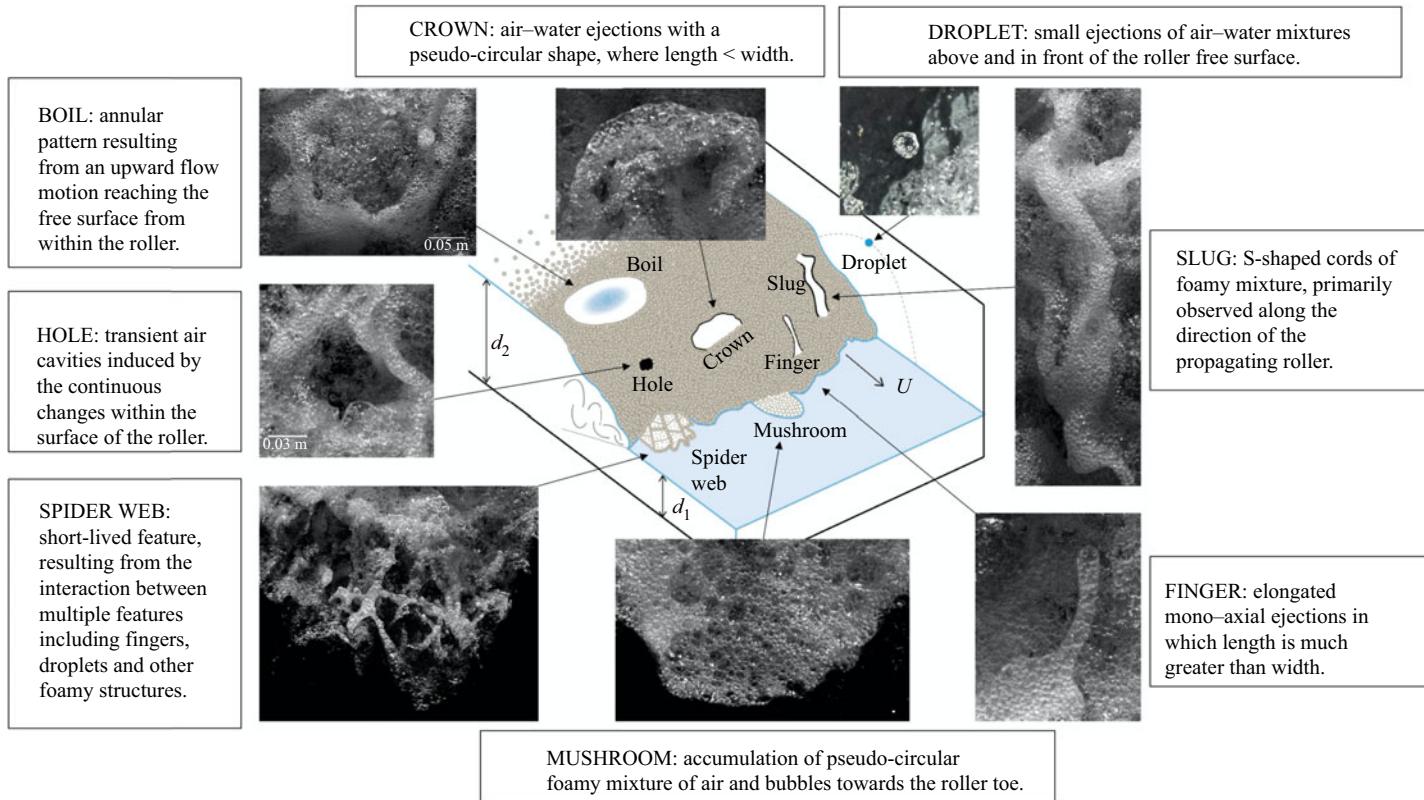 CROWN: air–water ejections with a
pseudo-circular shape, where length < width.
DROPLET: small ejections of air–water mixtures
above and in front of the roller free surface.
BOIL: annular
pattern resulting
from an upward flow
motion reaching the
free surface from
within the roller.
0.05 m
HOLE: transient air
cavities induced by
the continuous
changes within the
surface of the roller.
0.03 m
SPIDER WEB:
short-lived feature,
resulting from the
interaction between
multiple features
including fingers,
droplets and other
foamy structures.
Boil
Slug
Droplet
d2
Crown
Finger
Hole
U
Mushroom
Spider
web
d1
SLUG: S-shaped cords of
foamy mixture, primarily
observed along the
direction of the
propagating roller.
FINGER: elongated
mono–axial ejections in
which length is much
greater than width.
MUSHROOM: accumulation of pseudo-circular
foamy mixture of air and bubbles towards the roller toe.